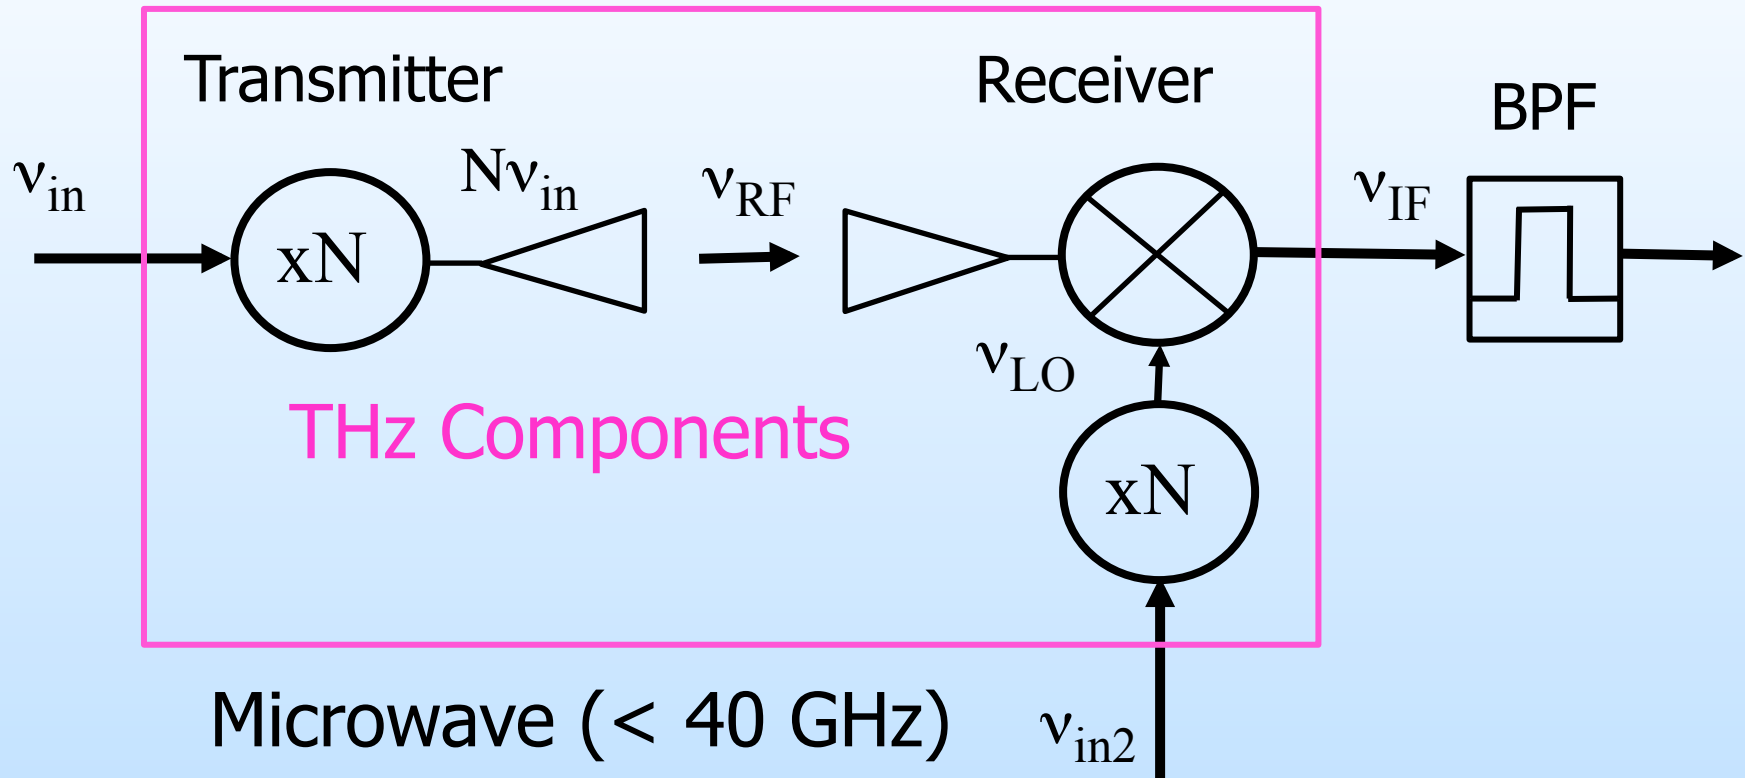 Transmitter
Receiver
BPF
νin
Nνin
νRF
νIF
xN
νLO
THz Components
xN
Microwave (< 40 GHz)
νin2